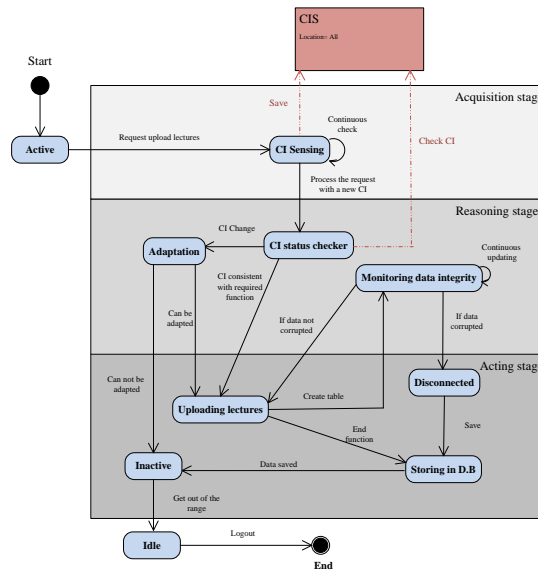 CIS
Location= All
Start
Acquisition stage
Save
Continuous
check
Request upload lectures
Check CI
Active
CI Sensing
Process the request
with a new CI
Reasoning stage
CI Change
CI status checker
Adaptation
Continuous
updating
CI consistent
with required
function
Monitoring data integrity
Can be
adapted
If data not
corrupted
If data
corrupted
Acting stage
Can not be
adapted
Disconnected
Create table
Uploading lectures
Save
End
function
Data saved
Inactive
Storing in D.B
Get out of the
range
Logout
Idle
End